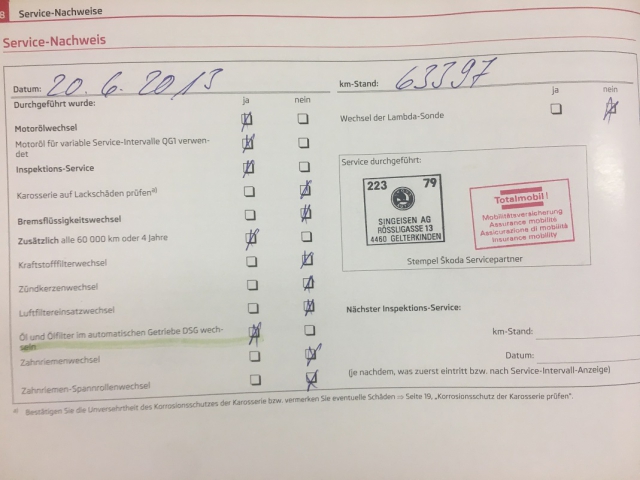 8 Service-Nachweise
Service-Nachweis
Datum: 20.6.2013
km-Stand: 63397
Durchgeführt wurde: ja nein
Motorölwechsel
Motoröl für variable Service-Intervalle QG1 verwen-
det
Inspektions-Service
Karosserie auf Lackschäden prüfen a)
Bremsflüssigkeitswechsel
Zusätzlich alle 60 000 km oder 4 Jahre
Kraftstofffilterwechsel
Zündkerzenwechsel
Luftfiltereinsatzwechsel
Öl und Ölfilter im automatischen Getriebe DSG wech-
seln
Zahnriemenwechsel
Zahnriemen-Spannrollenwechsel
ja nein
Wechsel der Lambda-Sonde
Service durchgeführt:
223 79
SINGEISEN AG
RÖSSLIGASSE 13
4460 GELTERKINDEN
Totalmobil!
Mobilitätsversicherung
Assurance mobilité
Assicurazione di mobilità
Insurance mobility
Stempel Škoda Servicepartner
Nächster Inspektions-Service:
km-Stand:
Datum:
(je nachdem, was zuerst eintritt bzw. nach Service-Intervall-Anzeige)
a) Bestätigen Sie die Unversehrtheit des Korrosionsschutzes der Karosserie bzw. vermerken Sie eventuelle Schäden ⇒ Seite 19, „Korrosionsschutz der Karosserie prüfen".